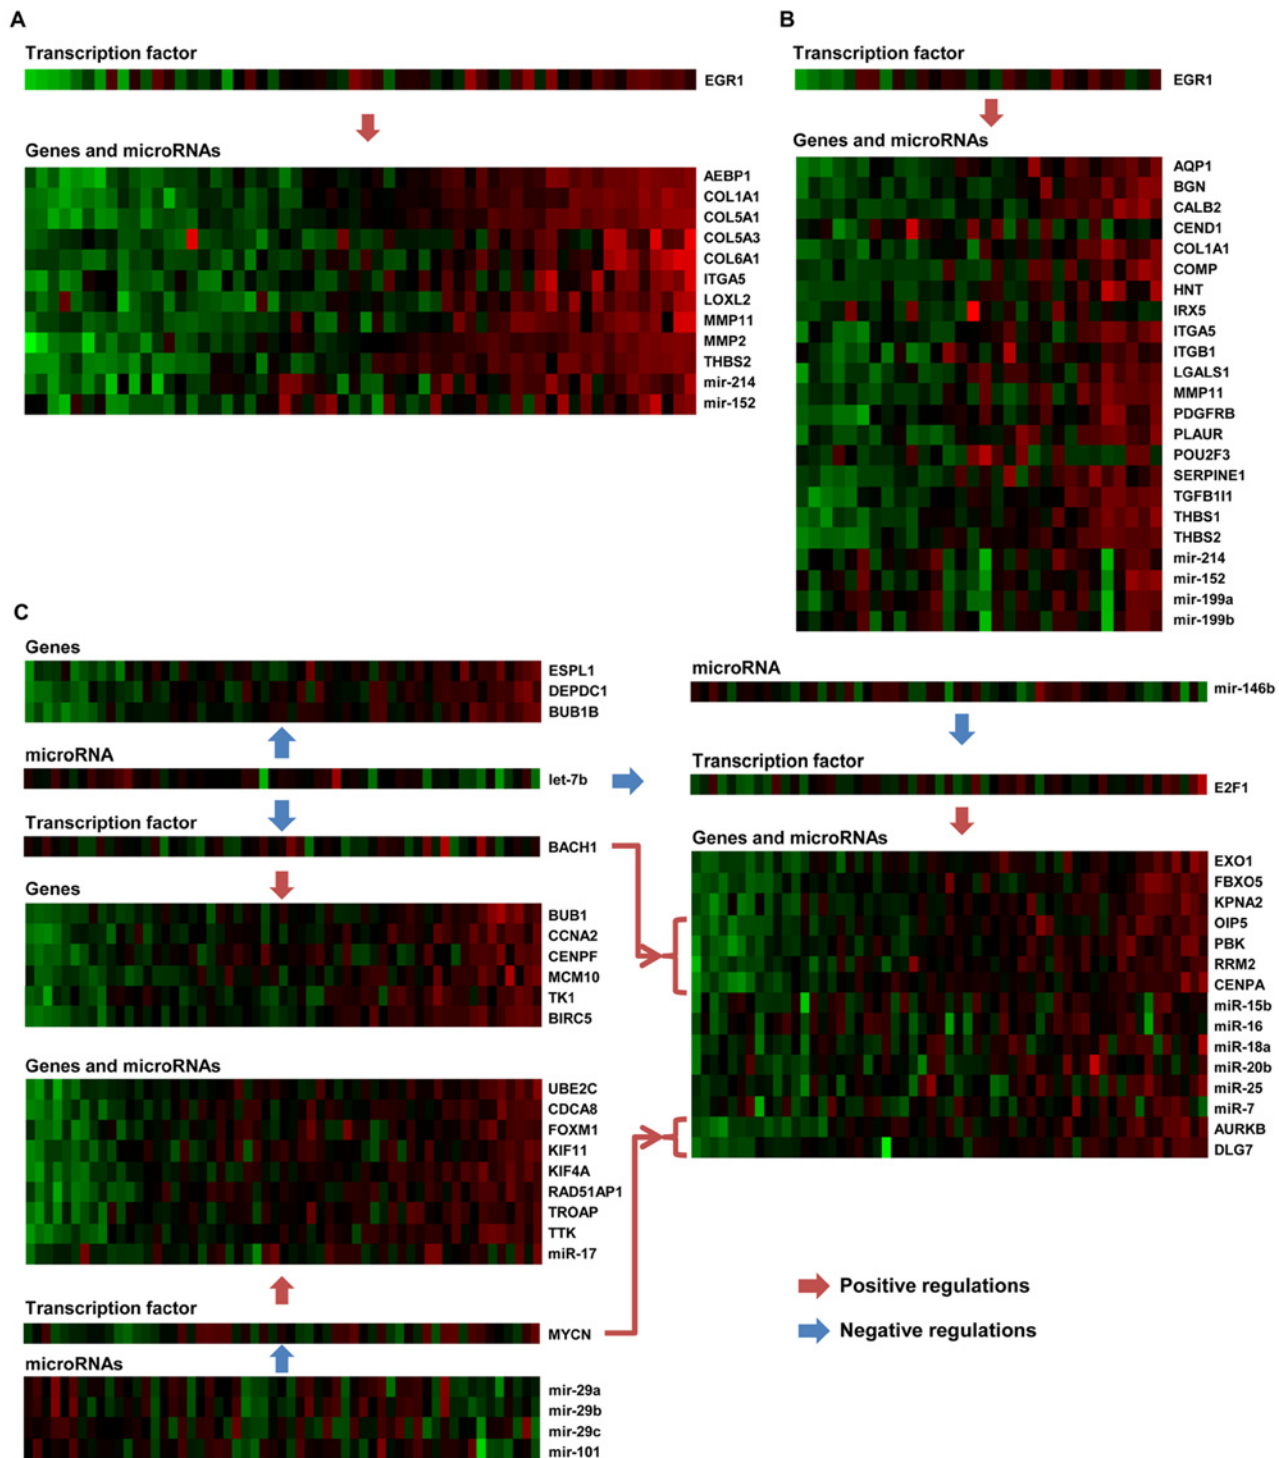 A
Transcription factor
EGR1
Genes and microRNAs
AEBP1
COL1A1
COL5A1
COL5A3
COL6A1
ITGA5
LOXL2
MMP11
MMP2
THBS2
mir-214
mir-152
B
Transcription factor
EGR1
Genes and microRNAs
AQP1
BGN
CALB2
CEND1
COL1A1
COMP
HNT
IRX5
ITGA5
ITGB1
LGALS1
MMP11
PDGFRB
PLAUR
POU2F3
SERPINE1
TGFB1I1
THBS1
THBS2
mir-214
mir-152
mir-199a
mir-199b
C
Genes
ESPL1
DEPDC1
BUB1B
microRNA
let-7b
Transcription factor
BACH1
Genes
BUB1
CCNA2
CENPF
MCM10
TK1
BIRC5
Genes and microRNAs
UBE2C
CDCA8
FOXM1
KIF11
KIF4A
RAD51AP1
TROAP
TTK
miR-17
Transcription factor
MYCN
microRNAs
mir-29a
mir-29b
mir-29c
mir-101
microRNA
mir-146b
Transcription factor
E2F1
Genes and microRNAs
EXO1
FBXO5
KPNA2
OIP5
PBK
RRM2
CENPA
miR-15b
miR-16
miR-18a
miR-20b
miR-25
miR-7
AURKB
DLG7
Positive regulations
Negative regulations